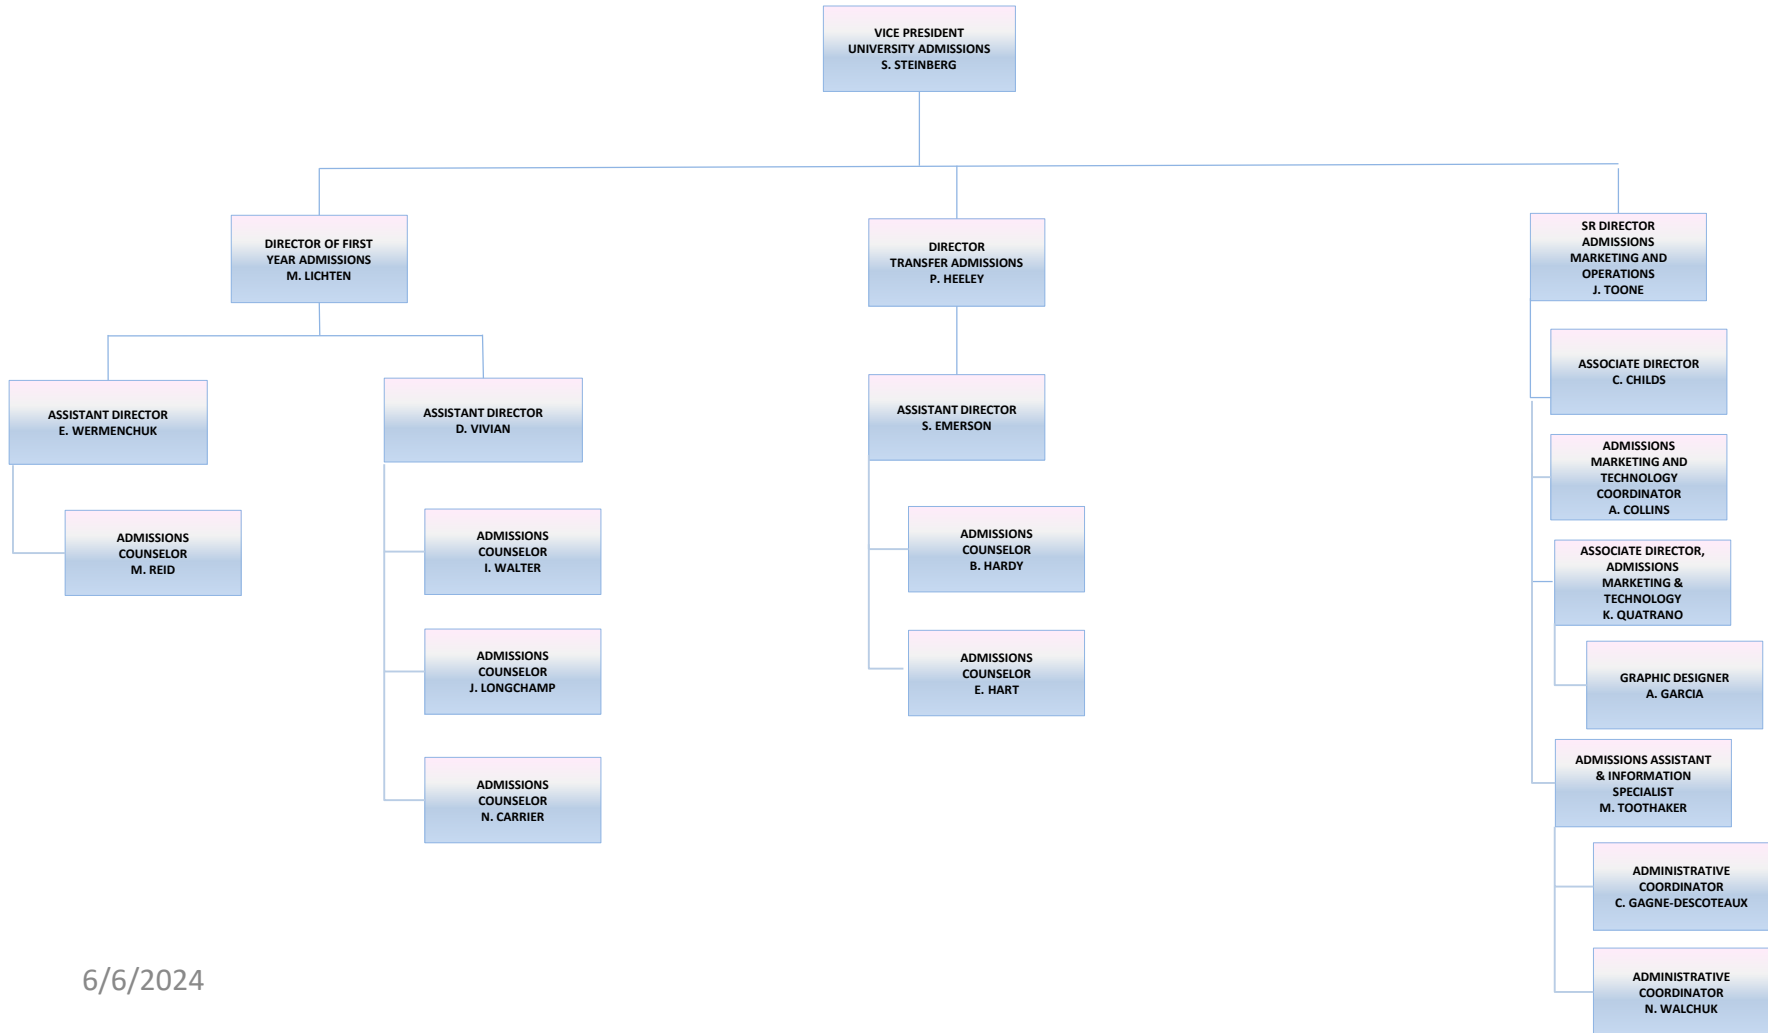 VICE PRESIDENT
UNIVERSITY ADMISSIONS
S. STEINBERG
DIRECTOR OF FIRST
YEAR ADMISSIONS
M. LICHTEN
DIRECTOR
TRANSFER ADMISSIONS
P. HEELEY
SR DIRECTOR
ADMISSIONS
MARKETING AND
OPERATIONS
J. TOONE
ASSISTANT DIRECTOR
E. WERMENCHUK
ADMISSIONS
COUNSELOR
M. REID
ASSISTANT DIRECTOR
D. VIVIAN
ADMISSIONS
COUNSELOR
I. WALTER
ADMISSIONS
COUNSELOR
J. LONGCHAMP
ADMISSIONS
COUNSELOR
N. CARRIER
ASSISTANT DIRECTOR
S. EMERSON
ADMISSIONS
COUNSELOR
B. HARDY
ADMISSIONS
COUNSELOR
E. HART
ASSOCIATE DIRECTOR
C. CHILDS
ADMISSIONS
MARKETING AND
TECHNOLOGY
COORDINATOR
A. COLLINS
ASSOCIATE DIRECTOR,
ADMISSIONS
MARKETING &
TECHNOLOGY
K. QUATRANO
GRAPHIC DESIGNER
A. GARCIA
ADMISSIONS ASSISTANT
& INFORMATION
SPECIALIST
M. TOOTHAKER
ADMINISTRATIVE
COORDINATOR
C. GAGNE-DESCOTEAUX
ADMINISTRATIVE
COORDINATOR
N. WALCHUK
6/6/2024